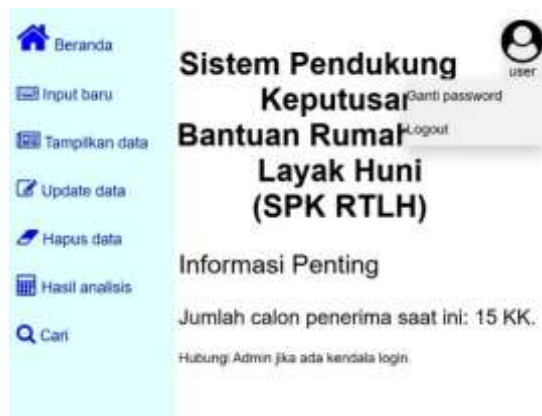 Beranda
Input baru
Tampilkan data
Update data
Hapus data
Hasil analisis
Cari
user
Ganti password
Logout
Sistem Pendukung
Keputusan
Bantuan Rumah
Layak Huni
(SPK RTLH)
Informasi Penting
Jumlah calon penerima saat ini: 15 KK.
Hubungi Admin jika ada kendala login.